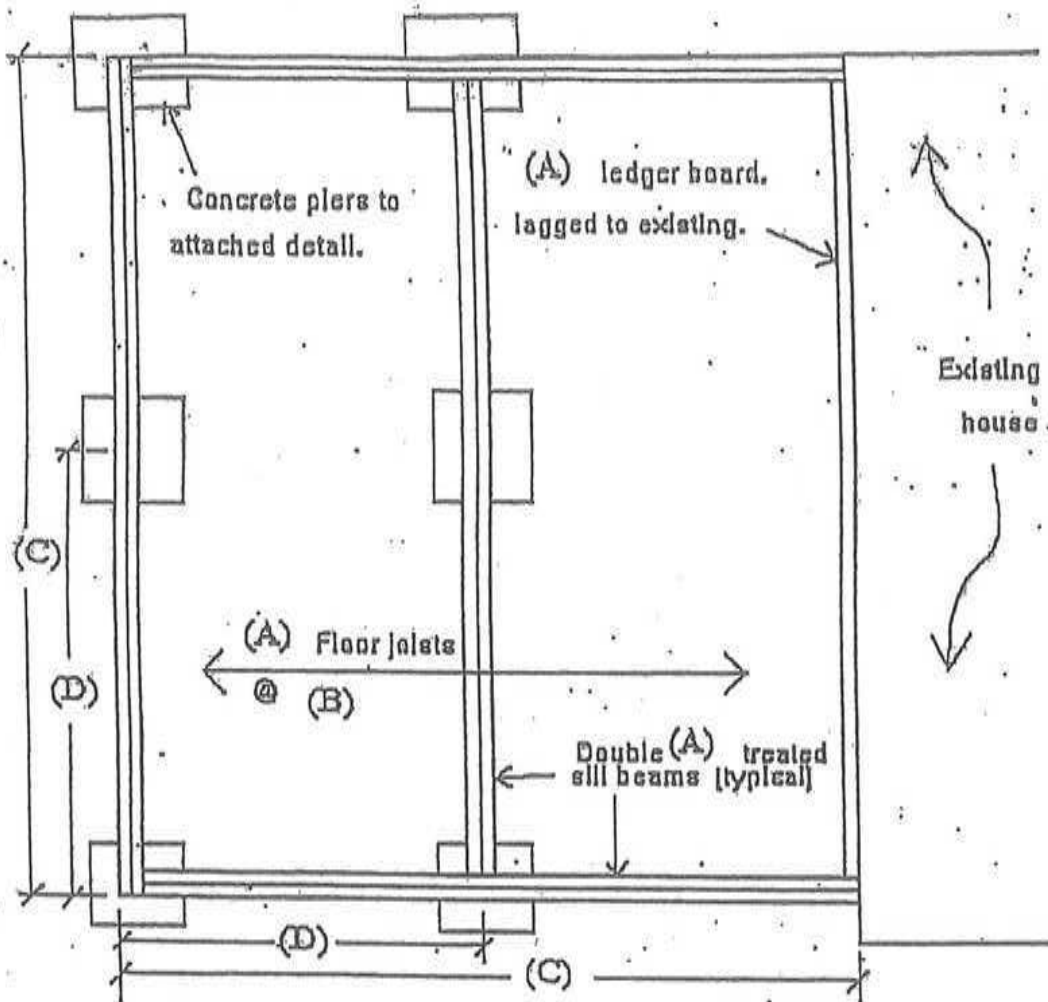 Concrete piers to
attached detail.
(A) ledger board.
lagged to existing.
Existing
house
(C)
(D)
(A) Floor joists
@ (B)
Double (A) treated
sill beams (typical)
(D)
(C)